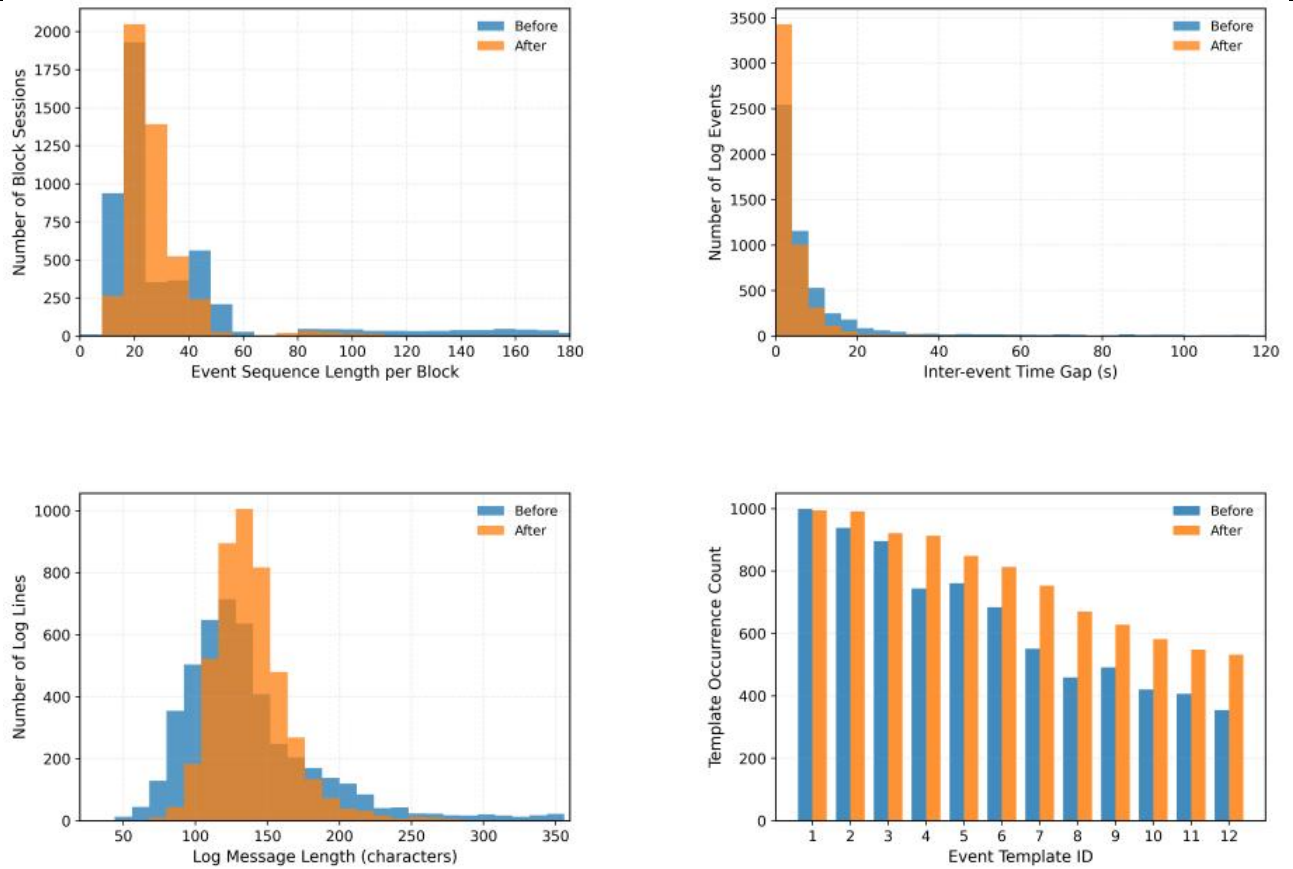 Number of Block Sessions
2000
1750
1500
1250
1000
750
500
250
0
Before
After
0 20 40 60 80 100 120 140 160 180
Event Sequence Length per Block
Number of Log Events
3500
3000
2500
2000
1500
1000
500
0
Before
After
0 20 40 60 80 100 120
Inter-event Time Gap (s)
Number of Log Lines
1000
800
600
400
200
0
Before
After
50 100 150 200 250 300 350
Log Message Length (characters)
Template Occurrence Count
1000
800
600
400
200
0
Before
After
1 2 3 4 5 6 7 8 9 10 11 12
Event Template ID